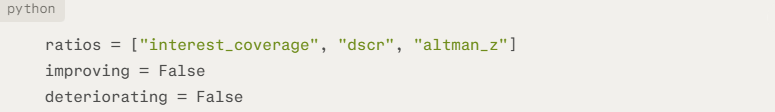 python
ratios = ["interest_coverage", "dscr", "altman_z"]
improving = False
deteriorating = False